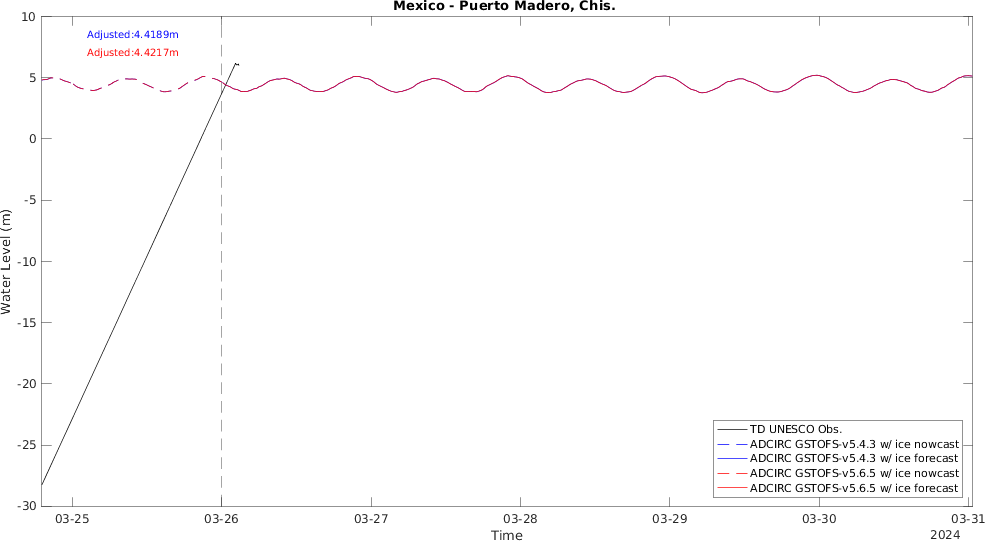 Mexico - Puerto Madero, Chis.
10
Adjusted:4.4189m
Adjusted:4.4217m
5
0
-5
-10
-15
-20
-25
-30
Water Level (m)
TD UNESCO Obs.
ADCIRC GSTOFS-v5.4.3 w/ ice nowcast
ADCIRC GSTOFS-v5.4.3 w/ ice forecast
ADCIRC GSTOFS-v5.6.5 w/ ice nowcast
ADCIRC GSTOFS-v5.6.5 w/ ice forecast
03-25 03-26 03-27 03-28 03-29 03-30 03-31
Time
2024